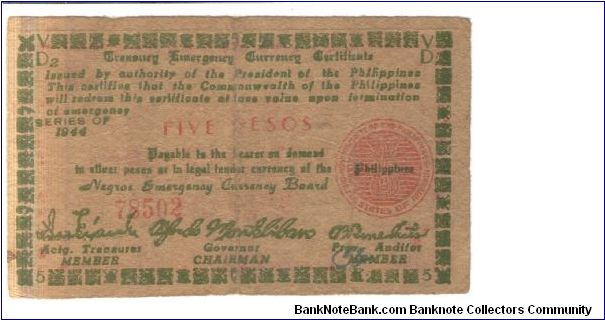 V V
D2 D
Treasury Emergency Currency Certificate
Issued by authority of the President of the Philippines
This certifies that the Commonwealth of the Philippines
will redeem this certificate at face value upon termination
of emergency
SERIES OF
1944
FIVE PESOS
Payable to the bearer on demand
in silver pesos or in legal tender currency of the Philippines
Negros Emergency Currency Board
78502
Actg. Treasurer Governor Prov. Auditor
MEMBER CHAIRMAN MEMBER
5 5
BankNoteBank.com Banknote Collectors Community